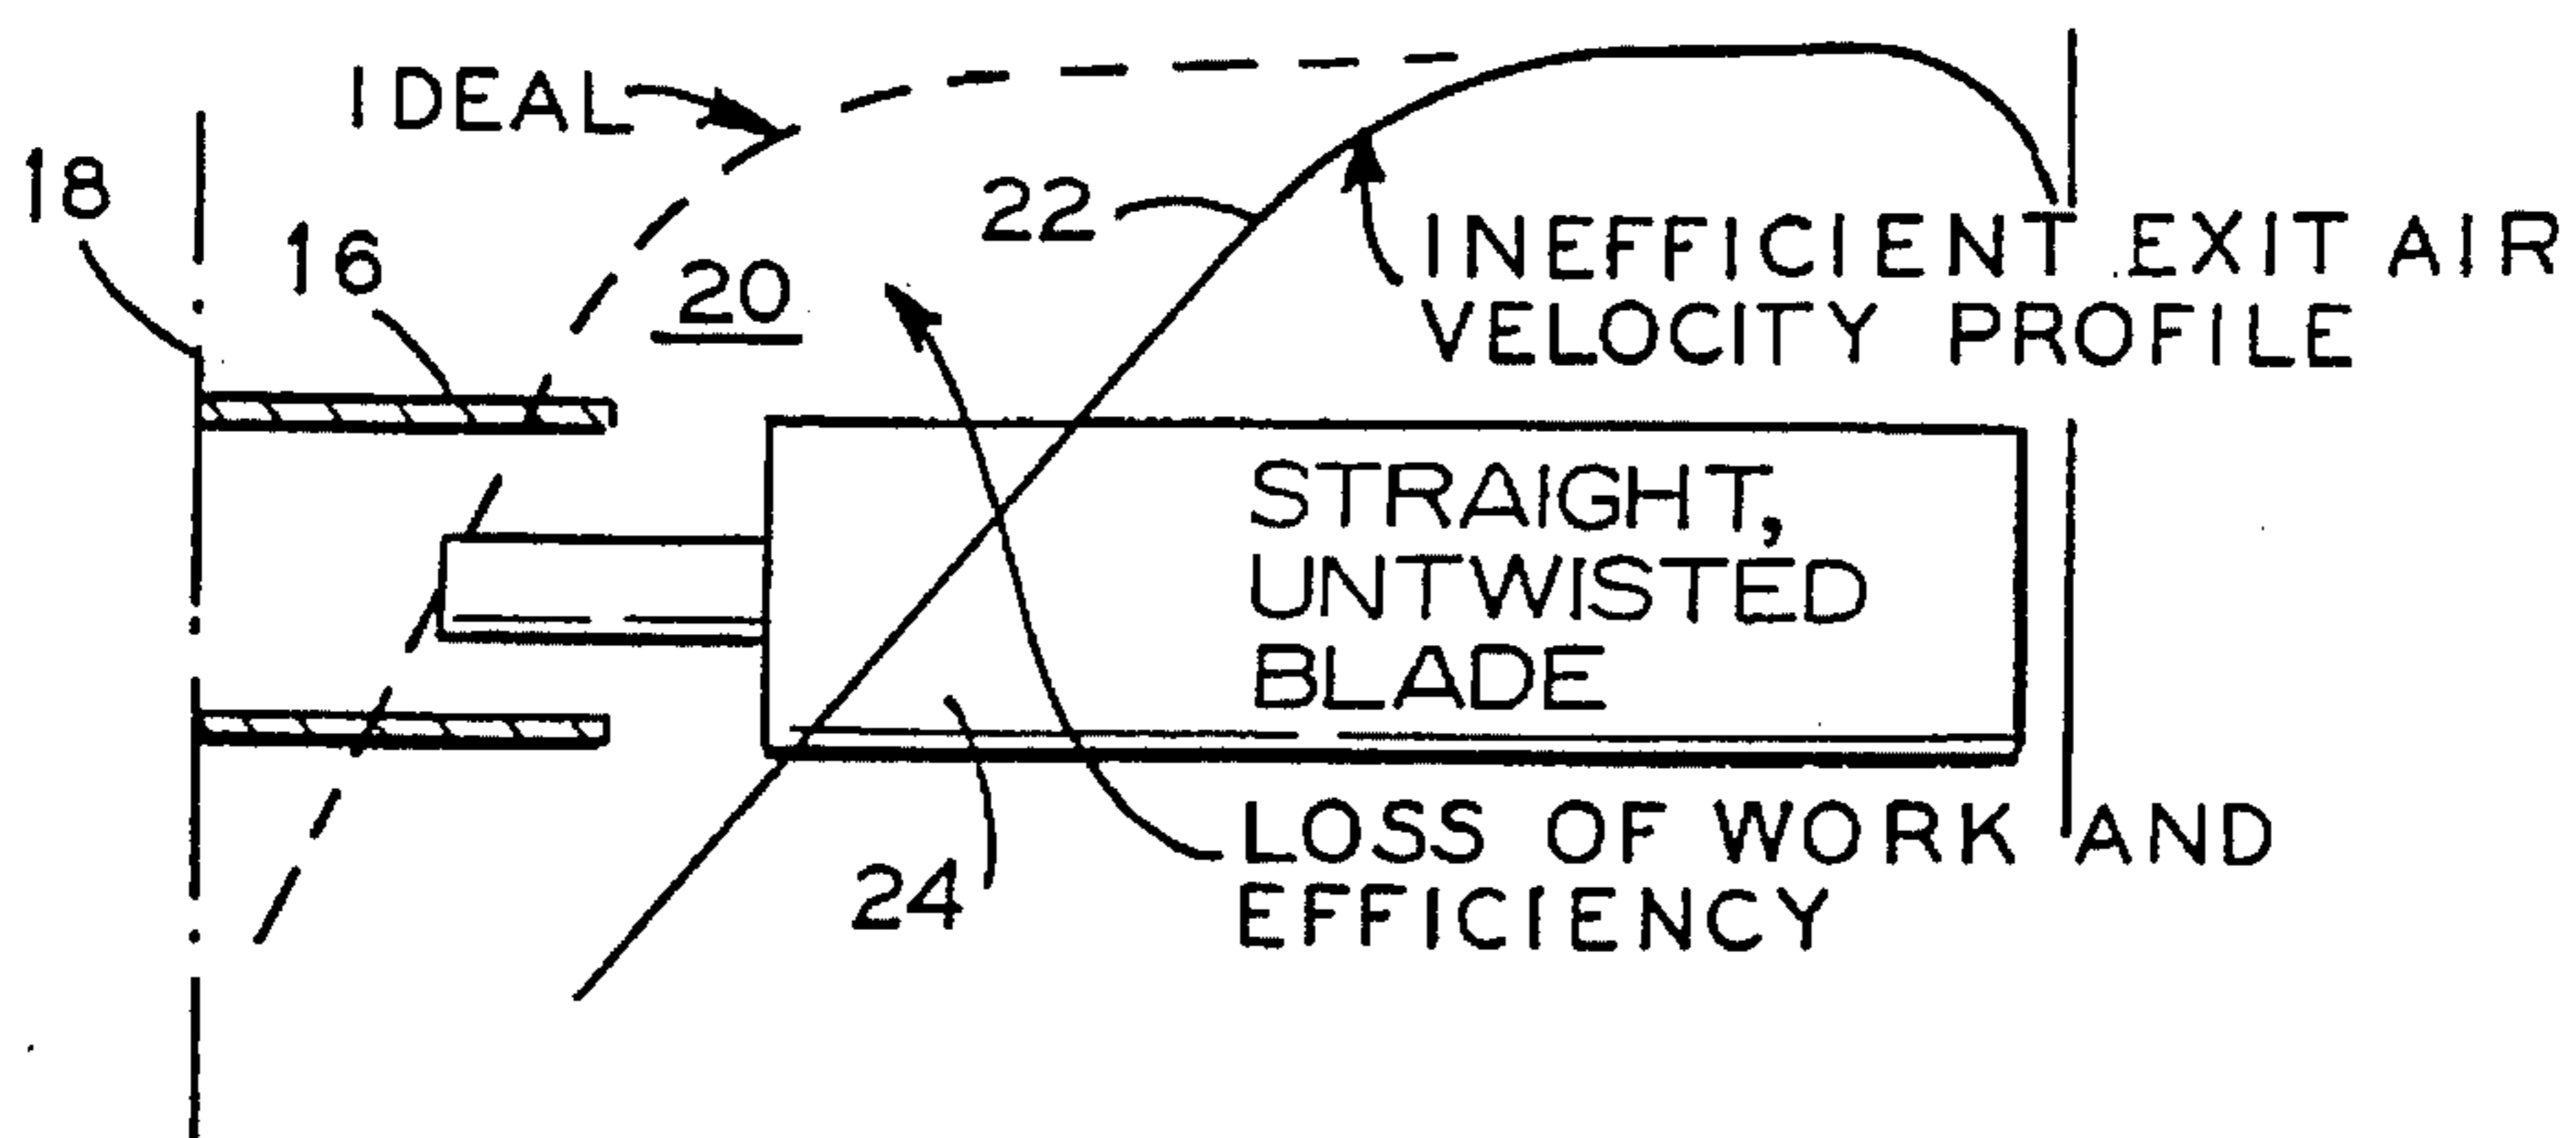 IDEAL
18
16
22
20
INEFFICIENT EXIT AIR
VELOCITY PROFILE
STRAIGHT,
UNTWISTED
BLADE
LOSS OF WORK AND
EFFICIENCY
24